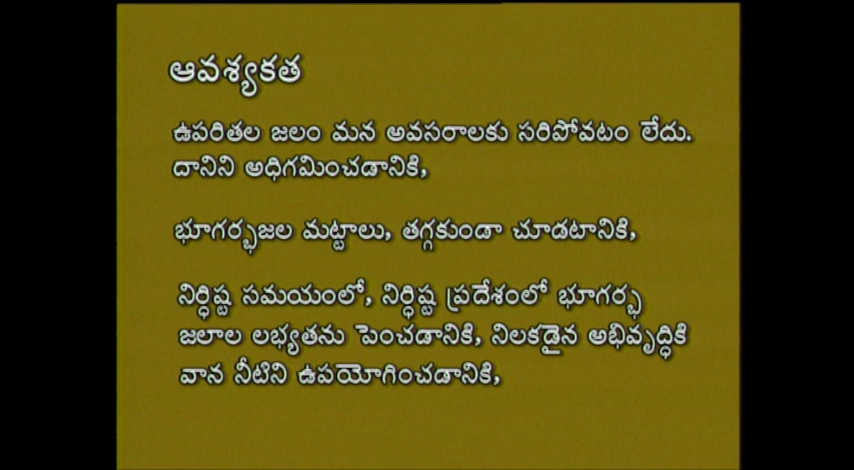 ఆవశ్యకత
ఉపరితల జలం మన అవసరాలకు సరిపోవటం లేదు.
దానిని అధిగమించడానికి,
భూగర్భజల మట్టాలు, తగ్గకుండా చూడటానికి,
నిర్ధిష్ట సమయంలో, నిర్ధిష్ట ప్రదేశంలో భూగర్భ
జలాల లభ్యతను పెంచడానికి, నిలకడైన అభివృద్ధికి
వాన నీటిని ఉపయోగించడానికి,